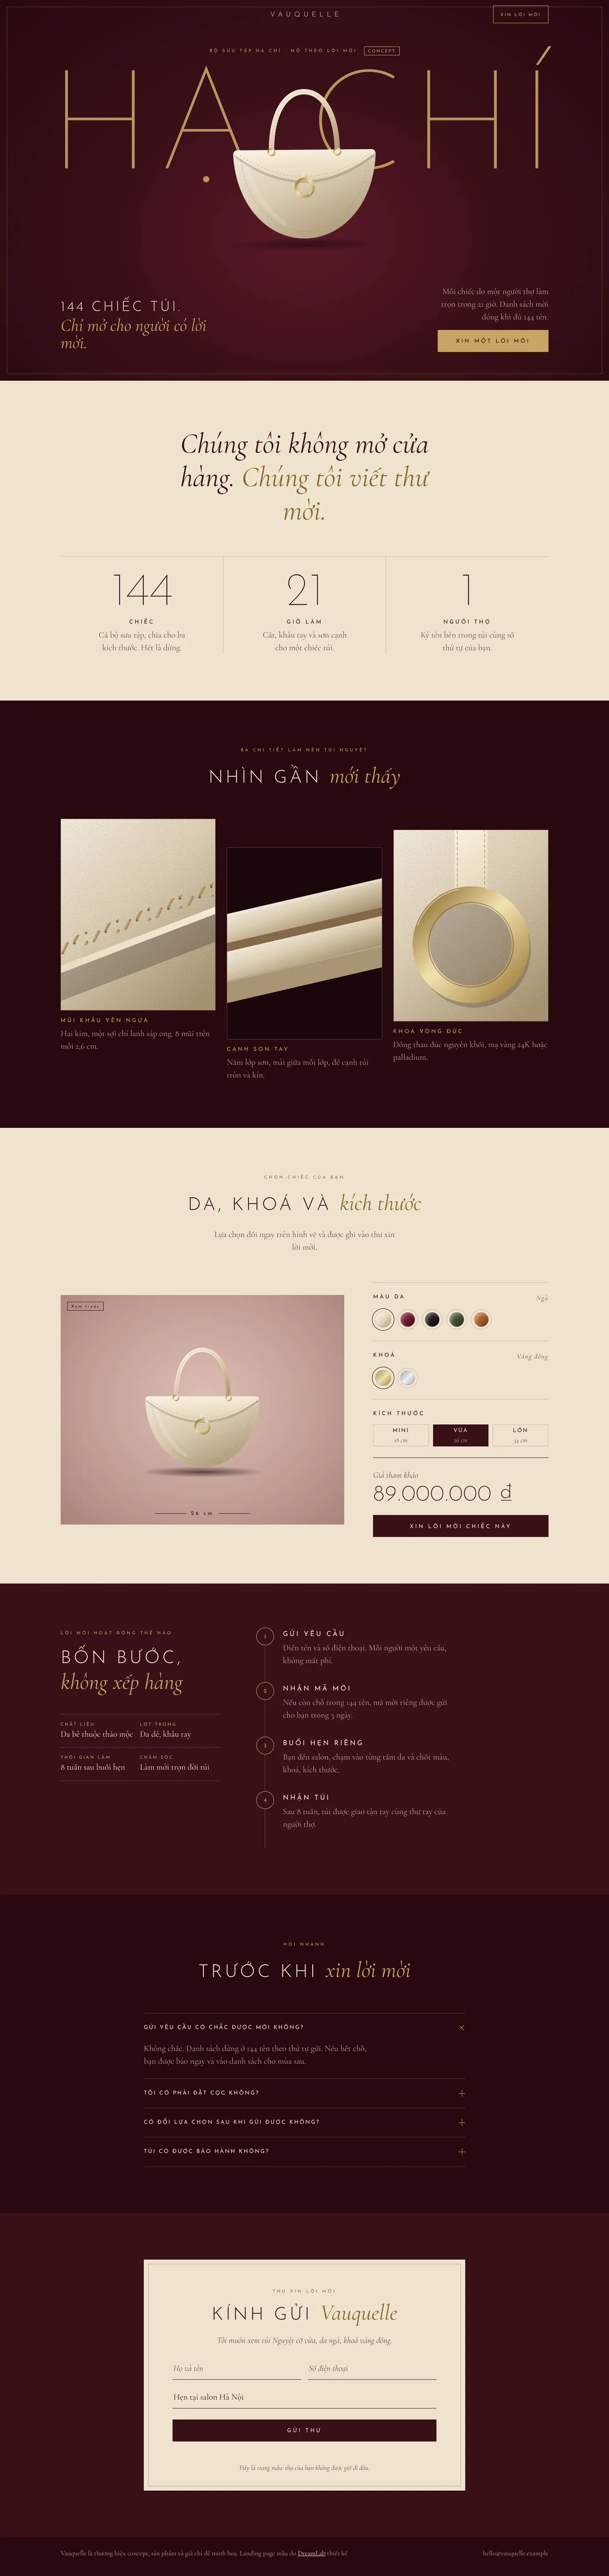 VAUQUELLE
XIN LỜI MỜI
BỘ SƯU TẬP HẠ CHÍ · MỞ THEO LỜI MỜI
CONCEPT
HẠ CHÍ
144 CHIẾC TÚI.
Chỉ mở cho người có lời
mời.
Mỗi chiếc do một người thợ làm
trọn trong 21 giờ. Danh sách mời
đóng khi đủ 144 tên.
XIN MỘT LỜI MỜI
Chúng tôi không mở cửa
hàng. Chúng tôi viết thư
mời.
144
CHIẾC
Cả bộ sưu tập, chia cho ba
kích thước. Hết là dừng.
21
GIỜ LÀM
Cắt, khâu tay và sơn cạnh
cho một chiếc túi.
1
NGƯỜI THỢ
Ký tên bên trong túi cùng số
thứ tự của bạn.
BA CHI TIẾT LÀM NÊN TÚI NGUYỆT
NHÌN GẦN mới thấy
MŨI KHÂU YÊN NGỰA
Hai kim, một sợi chỉ lanh sáp ong. 8 mũi trên
mỗi 2,6 cm.
CẠNH SƠN TAY
Năm lớp sơn, mài giữa mỗi lớp, để cạnh túi
tròn và kín.
KHOÁ VÒNG ĐÚC
Đồng thau đúc nguyên khối, mạ vàng 24K hoặc
palladium.
CHỌN CHIẾC CỦA BẠN
DA, KHOÁ VÀ kích thước
Lựa chọn đổi ngay trên hình vẽ và được ghi vào thư xin
lời mời.
Xem trước
26 cm
MÀU DA
Ngà
KHOÁ
Vàng đồng
KÍCH THƯỚC
MINI
18 cm
VỪA
26 cm
LỚN
34 cm
Giá tham khảo
89.000.000 ₫
XIN LỜI MỜI CHIẾC NÀY
LỜI MỜI HOẠT ĐỘNG THẾ NÀO
BỐN BƯỚC,
không xếp hàng
CHẤT LIỆU
Da bê thuộc thảo mộc
LÓT TRONG
Da dê, khâu tay
THỜI GIAN LÀM
8 tuần sau buổi hẹn
CHĂM SÓC
Làm mới trọn đời túi
1
GỬI YÊU CẦU
Điền tên và số điện thoại. Mỗi người một yêu cầu,
không mất phí.
2
NHẬN MÃ MỜI
Nếu còn chỗ trong 144 tên, mã mời riêng được gửi
cho bạn trong 3 ngày.
3
BUỔI HẸN RIÊNG
Bạn đến salon, chạm vào từng tấm da và chốt màu,
khoá, kích thước.
4
NHẬN TÚI
Sau 8 tuần, túi được giao tận tay cùng thư tay của
người thợ.
HỎI NHANH
TRƯỚC KHI xin lời mời
GỬI YÊU CẦU CÓ CHẮC ĐƯỢC MỜI KHÔNG?
Không chắc. Danh sách dừng ở 144 tên theo thứ tự gửi. Nếu hết chỗ,
bạn được báo ngay và vào danh sách cho mùa sau.
TÔI CÓ PHẢI ĐẶT CỌC KHÔNG?
CÓ ĐỔI LỰA CHỌN SAU KHI GỬI ĐƯỢC KHÔNG?
TÚI CÓ ĐƯỢC BẢO HÀNH KHÔNG?
THƯ XIN LỜI MỜI
KÍNH GỬI Vauquelle
Tôi muốn xem túi Nguyệt cỡ vừa, da ngà, khoá vàng đồng.
Họ và tên
Số điện thoại
Hẹn tại salon Hà Nội
GỬI THƯ
Đây là trang mẫu: thư của bạn không được gửi đi đâu.
Vauquelle là thương hiệu concept, sản phẩm và giá chỉ để minh hoạ. Landing page mẫu do DreamLab thiết kế.
hello@vauquelle.example